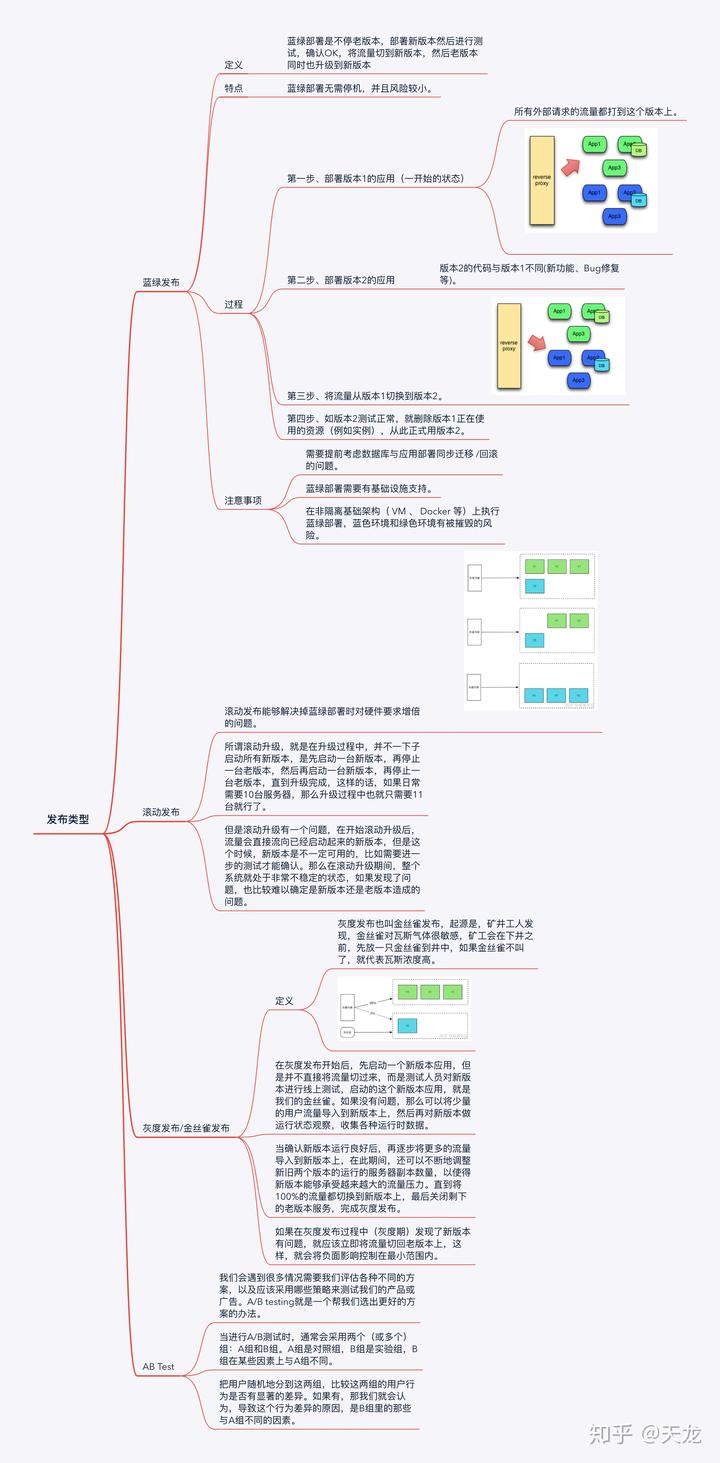 发布类型
蓝绿发布
定义
蓝绿部署是不停老版本，部署新版本然后进行测
试，确认OK，将流量切到新版本，然后老版本
同时也升级到新版本
特点
蓝绿部署无需停机，并且风险较小。
过程
第一步、部署版本1的应用（一开始的状态）
所有外部请求的流量都打到这个版本上。
reverse
proxy
App1
DB
App3
App1
DB
App3
第二步、部署版本2的应用
版本2的代码与版本1不同(新功能、Bug修复
等)。
reverse
proxy
App1
DB
App3
App1
DB
App3
第三步、将流量从版本1切换到版本2。
第四步、如版本2测试正常，就删除版本1正在使
用的资源（例如实例），从此正式用版本2。
注意事项
需要提前考虑数据库与应用部署同步迁移 /回滚
的问题。
蓝绿部署需要有基础设施支持。
在非隔离基础架构（ VM 、 Docker 等）上执行
蓝绿部署，蓝色环境和绿色环境有被摧毁的风
险。
滚动发布
滚动发布能够解决掉蓝绿部署时对硬件要求增倍
的问题。
所谓滚动升级，就是在升级过程中，并不一下子
启动所有新版本，是先启动一台新版本，再停止
一台老版本，然后再启动一台新版本，再停止一
台老版本，直到升级完成，这样的话，如果日常
需要10台服务器，那么升级过程中也就只需要11
台就行了。
但是滚动升级有一个问题，在开始滚动升级后，
流量会直接流向已经启动起来的新版本，但是这
个时候，新版本是不一定可用的，比如需要进一
步的测试才能确认。那么在滚动升级期间，整个
系统就处于非常不稳定的状态，如果发现了问
题，也比较难以确定是新版本还是老版本造成的
问题。
灰度发布/金丝雀发布
定义
灰度发布也叫金丝雀发布，起源是，矿井工人发
现，金丝雀对瓦斯气体很敏感，矿工会在下井之
前，先放一只金丝雀到井中，如果金丝雀不叫
了，就代表瓦斯浓度高。
在灰度发布开始后，先启动一个新版本应用，但
是并不直接将流量切过来，而是测试人员对新版
本进行线上测试，启动的这个新版本应用，就是
我们的金丝雀。如果没有问题，那么可以将少量
的用户流量导入到新版本上，然后再对新版本做
运行状态观察，收集各种运行时数据。
当确认新版本运行良好后，再逐步将更多的流量
导入到新版本上，在此期间，还可以不断地调整
新旧两个版本的运行的服务器副本数量，以使得
新版本能够承受越来越大的流量压力。直到将
100%的流量都切换到新版本上，最后关闭剩下
的老版本服务，完成灰度发布。
如果在灰度发布过程中（灰度期）发现了新版本
有问题，就应该立即将流量切回老版本上，这
样，就会将负面影响控制在最小范围内。
AB Test
我们会遇到很多情况需要我们评估各种不同的方
案，以及应该采用哪些策略来测试我们的产品或
广告。A/B testing就是一个帮我们选出更好的方
案的办法。
当进行A/B测试时，通常会采用两个（或多个）
组：A组和B组。A组是对照组，B组是实验组，B
组在某些因素上与A组不同。
把用户随机地分到这两组，比较这两组的用户行
为是否有显著的差异。如果有，那我们就会认
为，导致这个行为差异的原因，是B组里的那些
与A组不同的因素。
知乎 @天龙